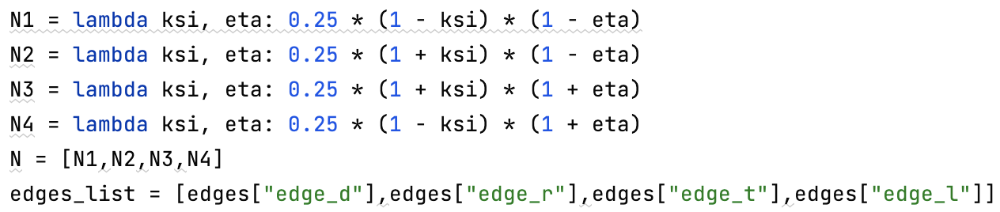 N1 = lambda ksi, eta: 0.25 * (1 - ksi) * (1 - eta)
N2 = lambda ksi, eta: 0.25 * (1 + ksi) * (1 - eta)
N3 = lambda ksi, eta: 0.25 * (1 + ksi) * (1 + eta)
N4 = lambda ksi, eta: 0.25 * (1 - ksi) * (1 + eta)
N = [N1,N2,N3,N4]
edges_list = [edges["edge_d"],edges["edge_r"],edges["edge_t"],edges["edge_l"]]